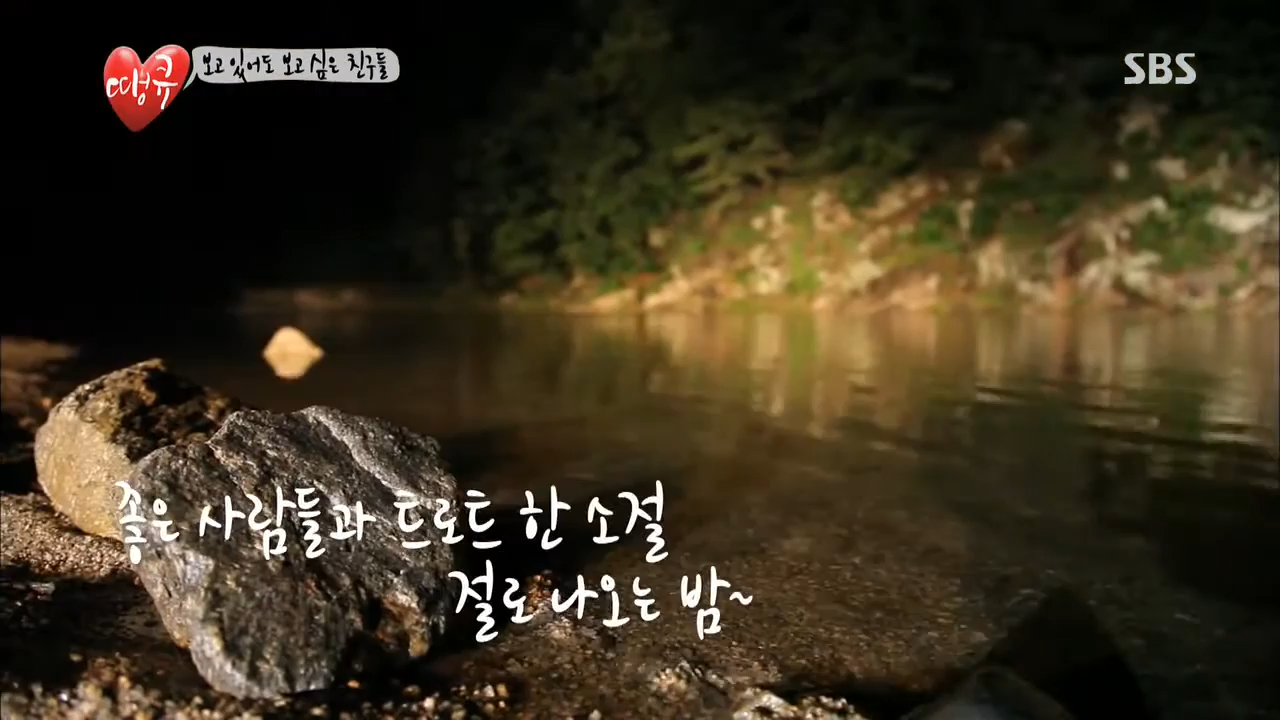 땡큐
보고 있어도 보고 싶은 친구들
SBS
좋은 사람들과 트로트 한 소절
절로 나오는 밤~